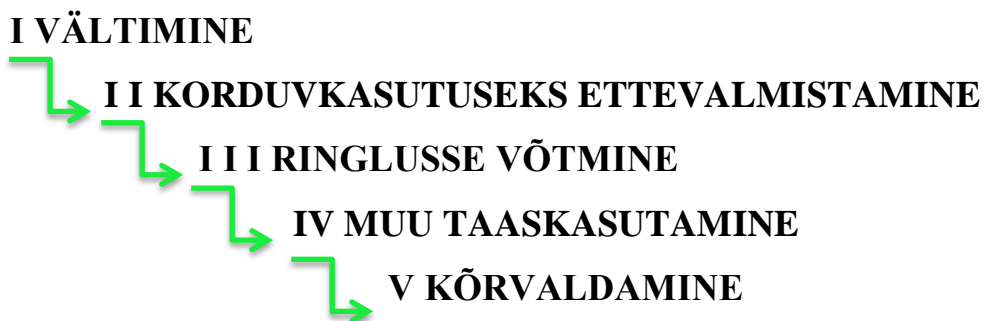 I VÄLTIMINE
I I KORDUVKASUTUSEKS ETTEVALMISTAMINE
I I I RINGLUSSE VÕTMINE
IV MUU TAASKASUTAMINE
V KÕRVALDAMINE